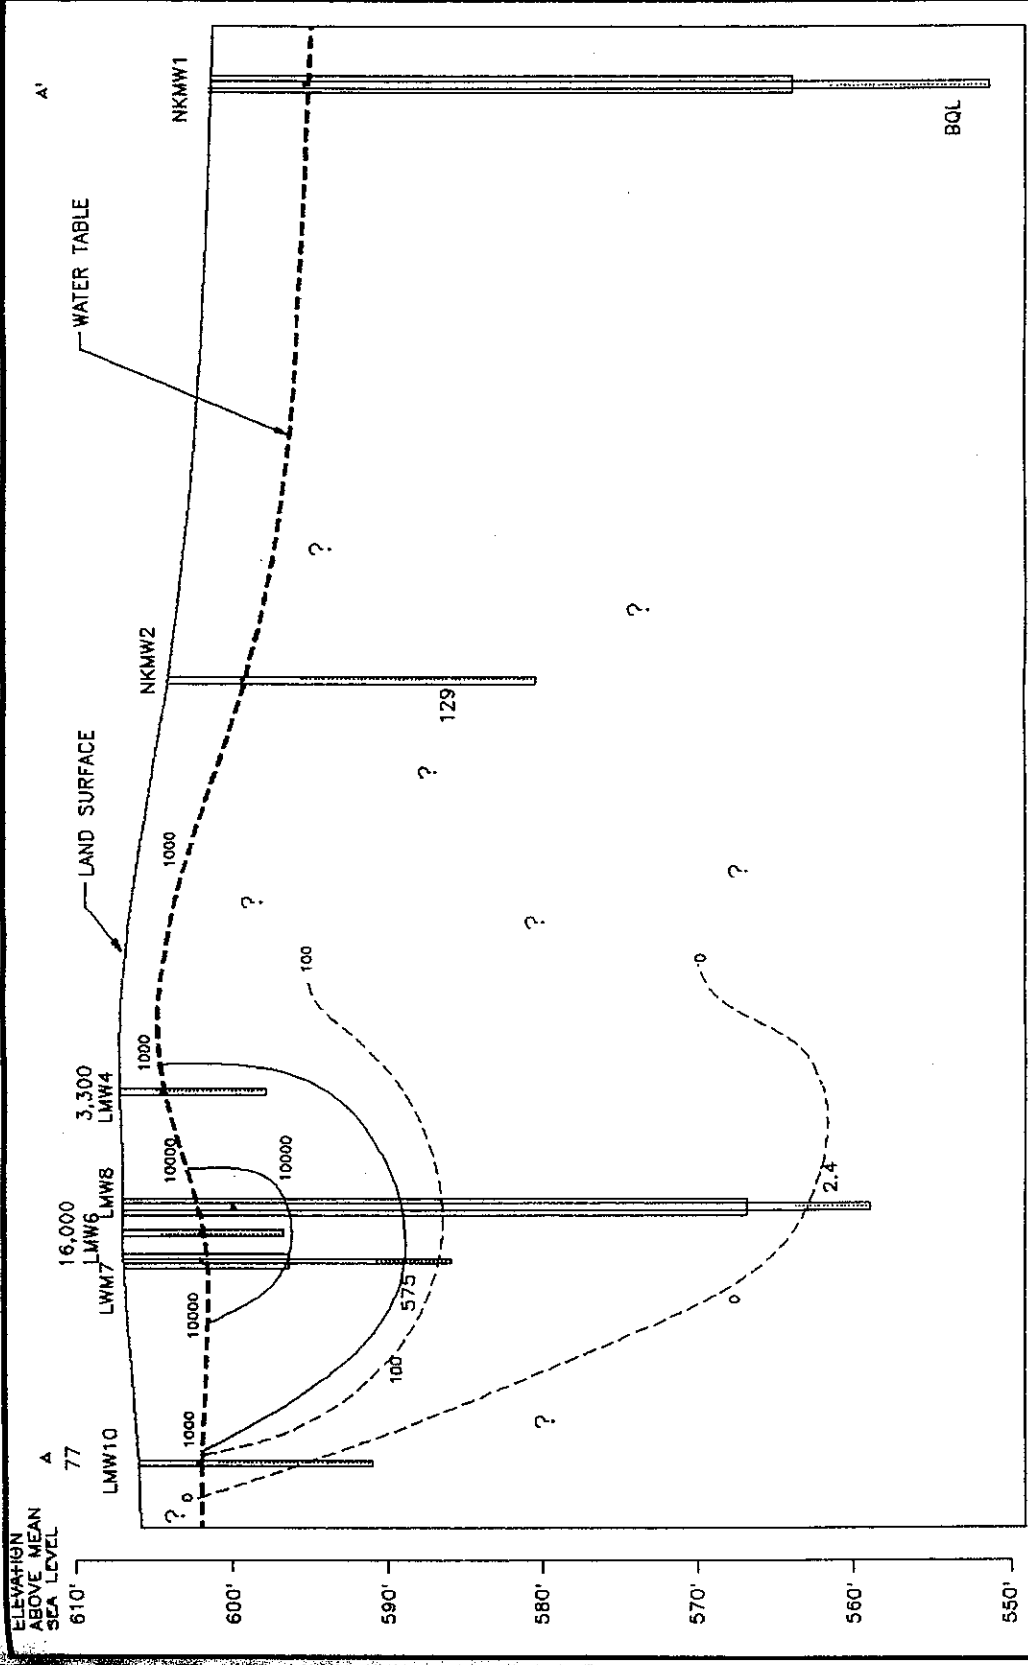 ELEVATION
ABOVE MEAN
SEA LEVEL
A
A'
610'
600'
590'
580'
570'
560'
550'
77
LMW10
LWM7
16,000
LMW6
LMW8
3,300
LMW4
LAND SURFACE
NKMW2
WATER TABLE
NKMW1
?
0
1000
10000
10000
10000
1000
1000
100
575
100
129
0
2.4
0
?
?
?
?
?
?
?
BQL